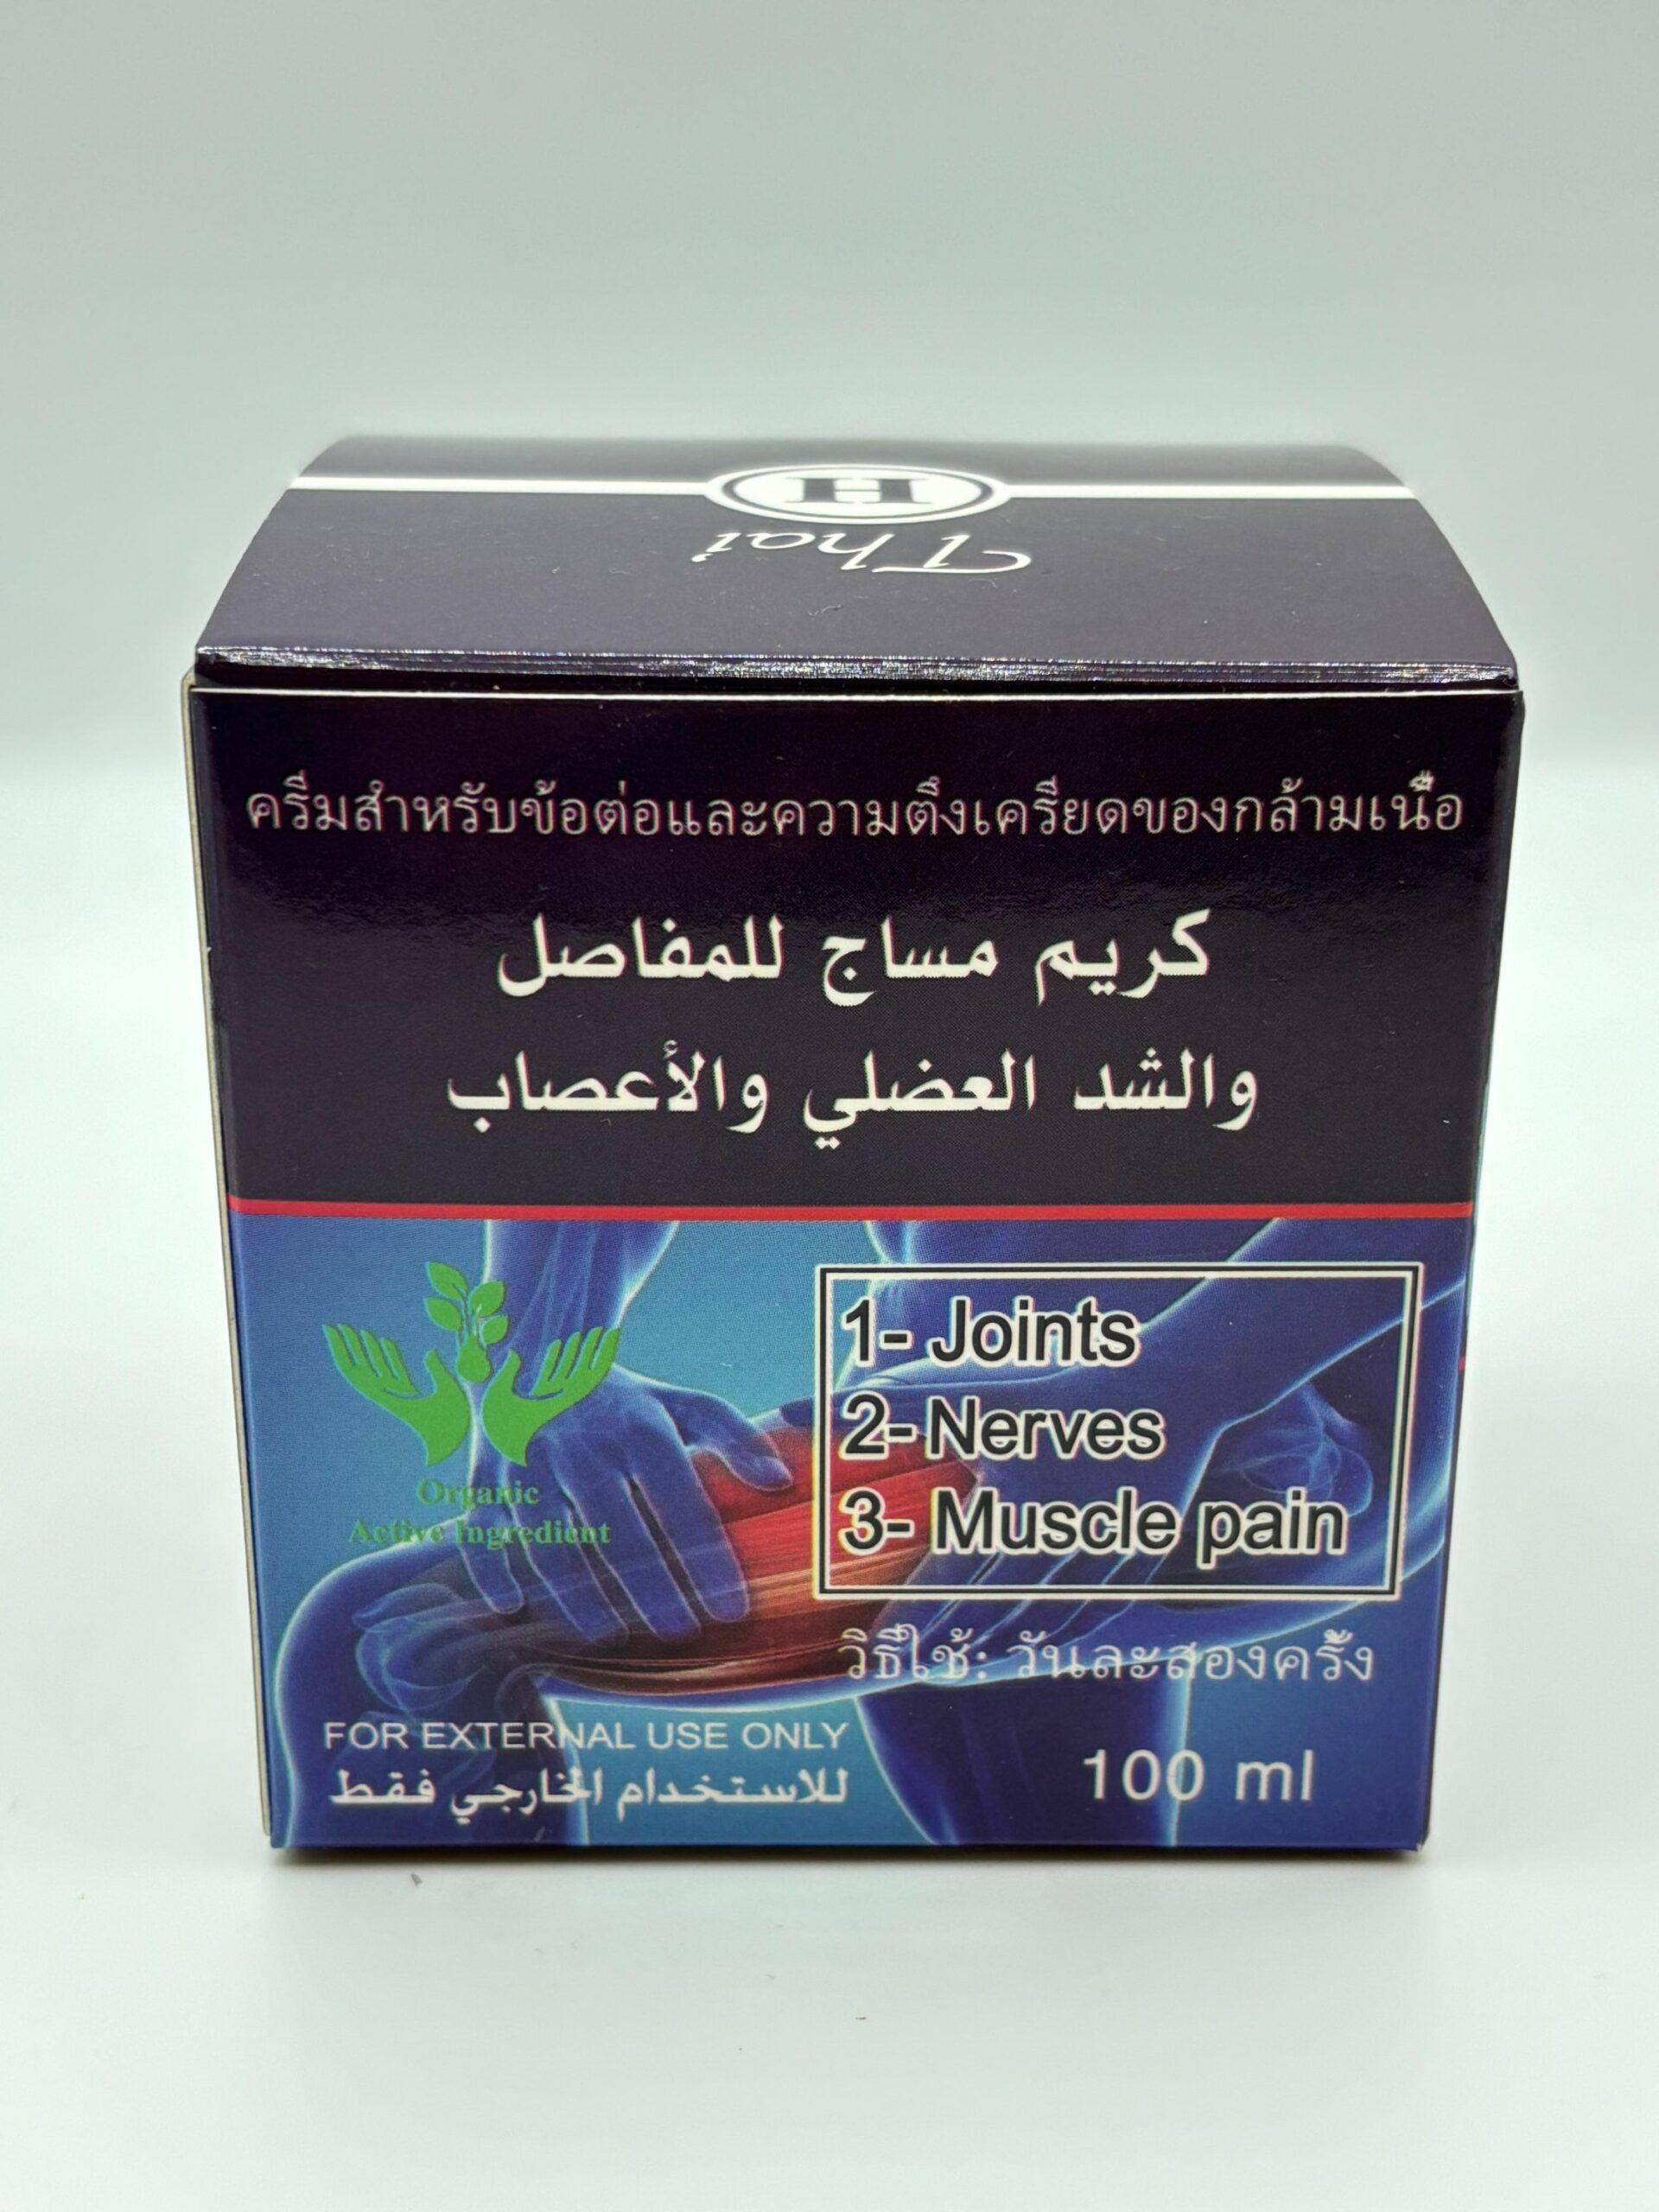 H
Thai
ครีมสำหรับข้อต่อและความตึงเครียดของกล้ามเนื้อ
كريم مساج للمفاصل
والشد العضلي والأعصاب
1- Joints
2- Nerves
3- Muscle pain
Organic
Active Ingredient
วิธีใช้: วันละสองครั้ง
FOR EXTERNAL USE ONLY
للاستخدام الخارجي فقط
100 ml